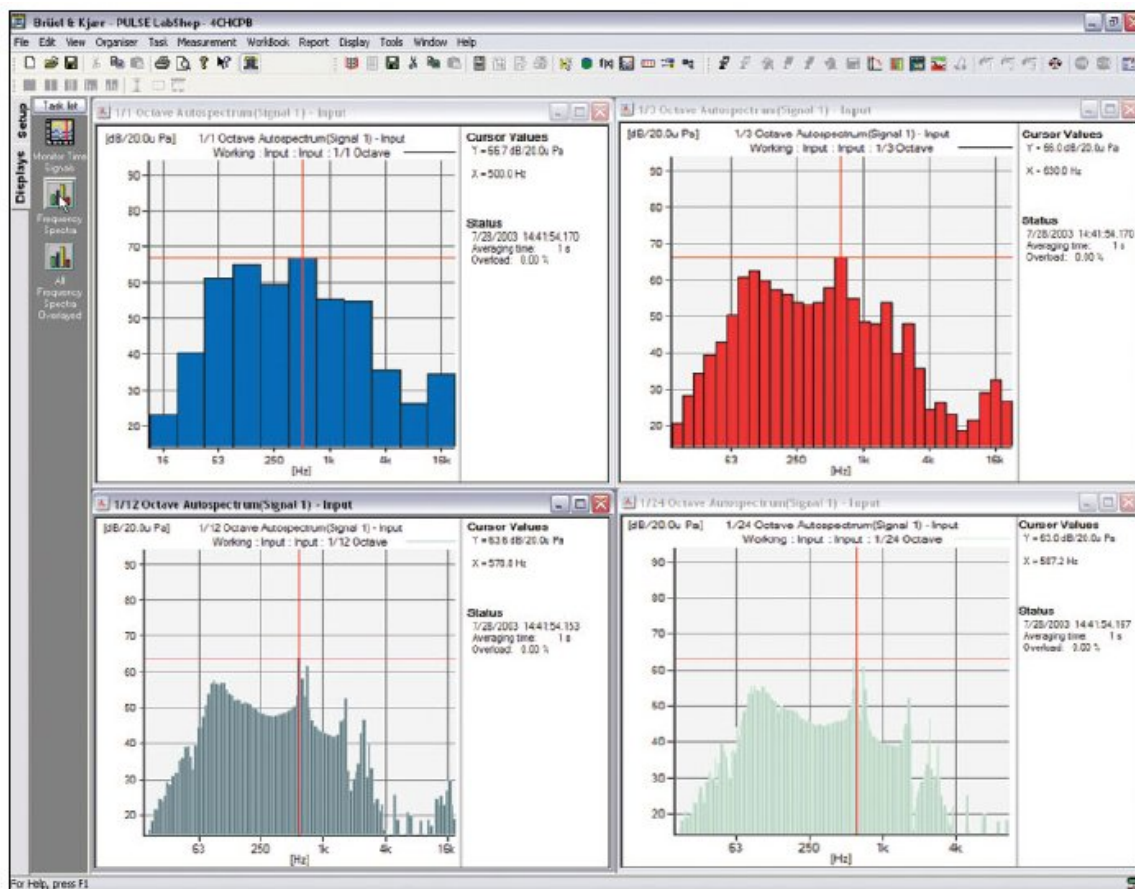 Brüel & Kjær - PULSE LabShop - 4CHCPB
File Edit View Organiser Task Measurement WorkBook Report Display Tools Window Help
Setup
Displays
Task list
Monitor Time
Signals
Frequency
Spectra
All
Frequency
Spectra
Overlayed
1/1 Octave Autospectrum(Signal 1) - Input
[dB/20.0u Pa] 1/1 Octave Autospectrum(Signal 1) - Input
Working : Input : Input : 1/1 Octave
90
80
70
60
50
40
30
20
16 63 250 1k 4k 16k
[Hz]
Cursor Values
Y = 66.7 dB/20.0u Pa
X = 500.0 Hz
Status
7/28/2003 14:41:54.170
Averaging time: 1 s
Overload: 0.00 %
1/3 Octave Autospectrum(Signal 1) - Input
[dB/20.0u Pa] 1/3 Octave Autospectrum(Signal 1) - Input
Working : Input : Input : 1/3 Octave
90
80
70
60
50
40
30
20
63 250 1k 4k 16k
[Hz]
Cursor Values
Y = 66.0 dB/20.0u Pa
X = 630.0 Hz
Status
7/28/2003 14:41:54.170
Averaging time: 1 s
Overload: 0.00 %
1/12 Octave Autospectrum(Signal 1) - Input
[dB/20.0u Pa] 1/12 Octave Autospectrum(Signal 1) - Input
Working : Input : Input : 1/12 Octave
90
80
70
60
50
40
30
20
63 250 1k 4k
[Hz]
Cursor Values
Y = 63.6 dB/20.0u Pa
X = Hz
Status
7/28/2003 14:41:54.153
Averaging time: 1 s
Overload: 0.00 %
1/24 Octave Autospectrum(Signal 1) - Input
[dB/20.0u Pa] 1/24 Octave Autospectrum(Signal 1) - Input
Working : Input : Input : 1/24 Octave
90
80
70
60
50
40
30
20
63 250 1k 4k
[Hz]
Cursor Values
Y = 63.0 dB/20.0u Pa
X = 587.2 Hz
Status
7/28/2003 14:41:54.167
Averaging time: 1 s
Overload: 0.00 %
For Help, press F1